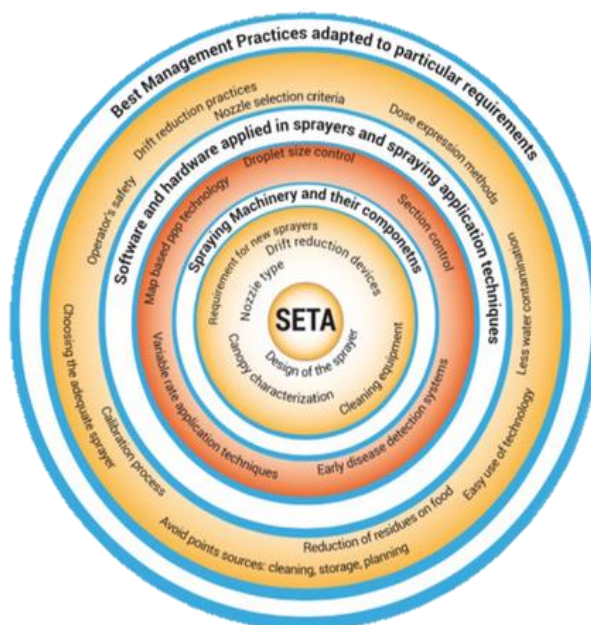 Best Management Practices adapted to particular requirements
Drift reduction practices
Nozzle selection criteria
Dose expression methods
Operator's safety
Software and hardware applied in sprayers and spraying application techniques
Droplet size control
Map based ppp technology
Section control
Spraying Machinery and their componetns
Requirement for new sprayers
Drift reduction devices
Nozzie type
SETA
Design of the sprayer
Canopy characterization
Cleaning equipment
Variable rate application techniques
Early disease detection systems
Less water contamination
Choosing the adequate sprayer
Calibration process
Easy use of technology
Reduction of residues on food
Avoid points sources: cleaning, storage, planning